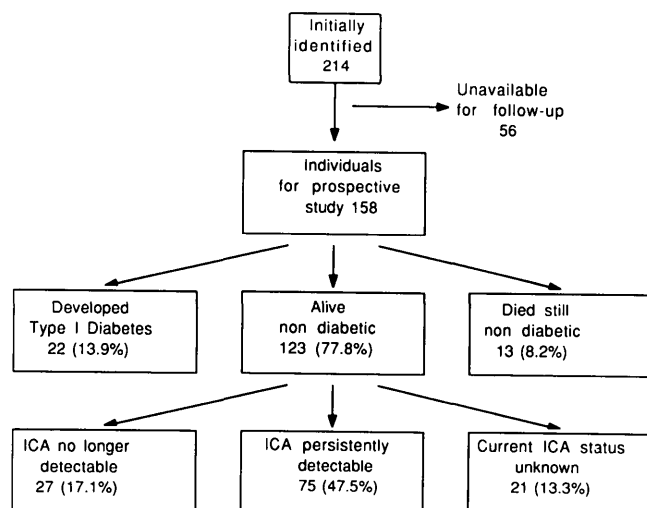 Initially
identified
214
Unavailable
for follow-up
56
Individuals
for prospective
study 158
Developed
Type I Diabetes
22 (13.9%)
Alive
non diabetic
123 (77.8%)
Died still
non diabetic
13 (8.2%)
ICA no longer
detectable
27 (17.1%)
ICA persistently
detectable
75 (47.5%)
Current ICA status
unknown
21 (13.3%)